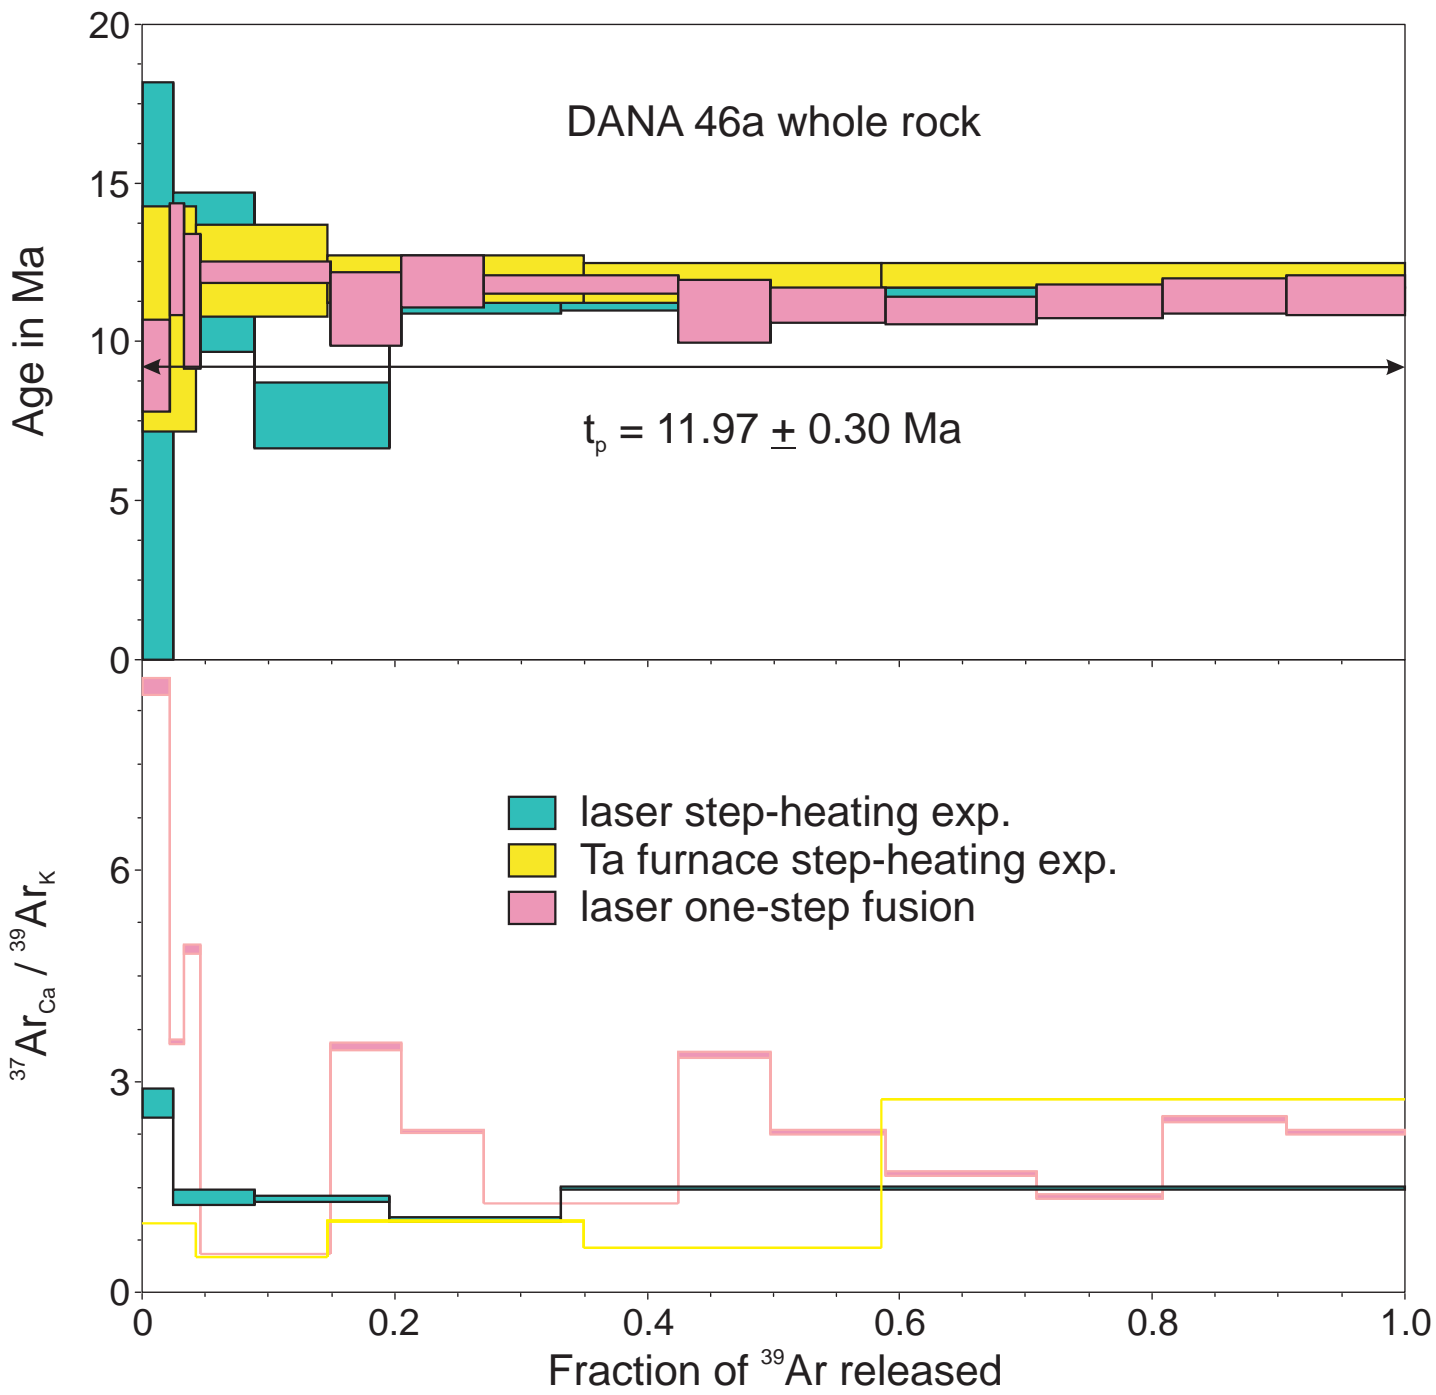 20
15
10
5
0
Age in Ma
DANA 46a whole rock
tₚ = 11.97 ± 0.30 Ma
6
3
0
³⁷Ar_Ca / ³⁹Ar_K
laser step-heating exp.
Ta furnace step-heating exp.
laser one-step fusion
0 0.2 0.4 0.6 0.8 1.0
Fraction of ³⁹Ar released